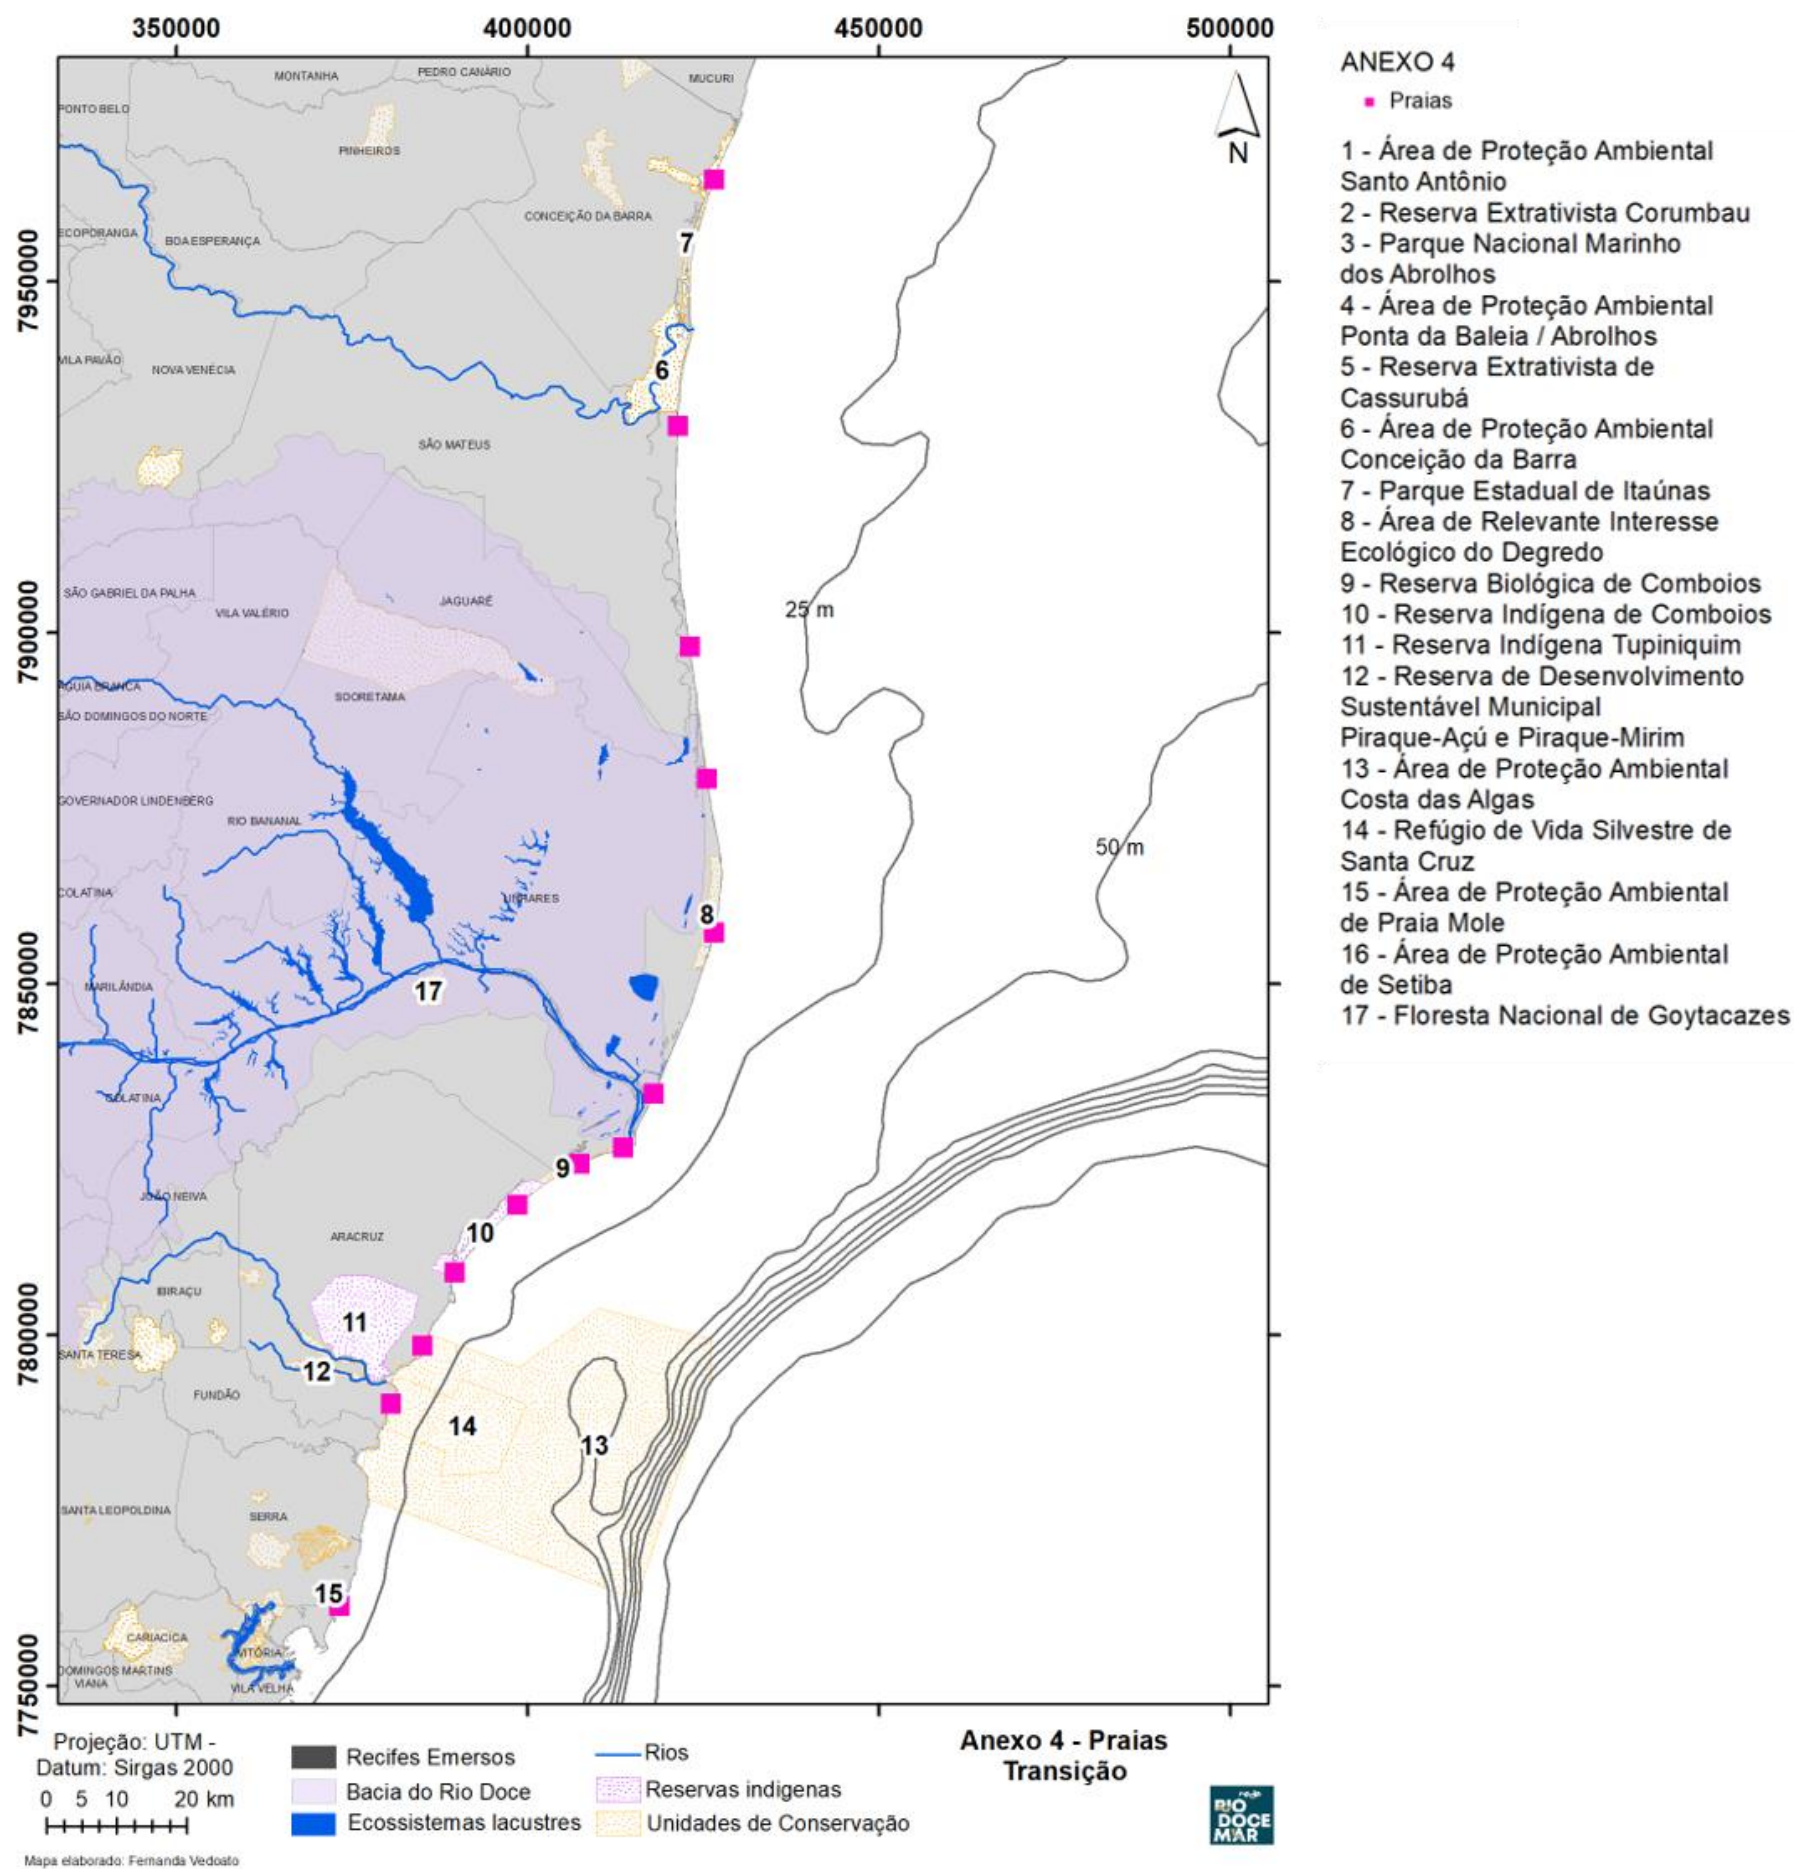 350000
400000
450000
500000
MONTANHA
PEDRO CANÁRIO
MUCURI
PONTO BELO
PINHEIROS
N
CONCEIÇÃO DA BARRA
ECOPORANGA
BOA ESPERANÇA
7
7950000
VILA PAVÃO
NOVA VENÉCIA
6
SÃO MATEUS
SÃO GABRIEL DA PALHA
VILA VALÉRIO
JAGUARÉ
25 m
7900000
ÁGUIA BRANCA
SOORETAMA
SÃO DOMINGOS DO NORTE
GOVERNADOR LINDENBERG
RIO BANANAL
50 m
COLATINA
LINHARES
8
7850000
MARILÂNDIA
17
COLATINA
9
JOÃO NEIVA
10
ARACRUZ
IBIRAÇU
11
7800000
SANTA TERESA
12
FUNDÃO
14
13
SANTA LEOPOLDINA
SERRA
15
CARIACICA
VITÓRIA
DOMINGOS MARTINS
VIANA
VILA VELHA
7750000
ANEXO 4
Praias
1 - Área de Proteção Ambiental
Santo Antônio
2 - Reserva Extrativista Corumbau
3 - Parque Nacional Marinho
dos Abrolhos
4 - Área de Proteção Ambiental
Ponta da Baleia / Abrolhos
5 - Reserva Extrativista de
Cassurubá
6 - Área de Proteção Ambiental
Conceição da Barra
7 - Parque Estadual de Itaúnas
8 - Área de Relevante Interesse
Ecológico do Degredo
9 - Reserva Biológica de Comboios
10 - Reserva Indígena de Comboios
11 - Reserva Indígena Tupiniquim
12 - Reserva de Desenvolvimento
Sustentável Municipal
Piraque-Açú e Piraque-Mirim
13 - Área de Proteção Ambiental
Costa das Algas
14 - Refúgio de Vida Silvestre de
Santa Cruz
15 - Área de Proteção Ambiental
de Praia Mole
16 - Área de Proteção Ambiental
de Setiba
17 - Floresta Nacional de Goytacazes
Projeção: UTM -
Datum: Sirgas 2000
0 5 10 20 km
Mapa elaborado: Fernanda Vedoato
Recifes Emersos
Bacia do Rio Doce
Ecossistemas lacustres
Rios
Reservas indigenas
Unidades de Conservação
Anexo 4 - Praias
Transição
rede
RIO
DOCE
MAR